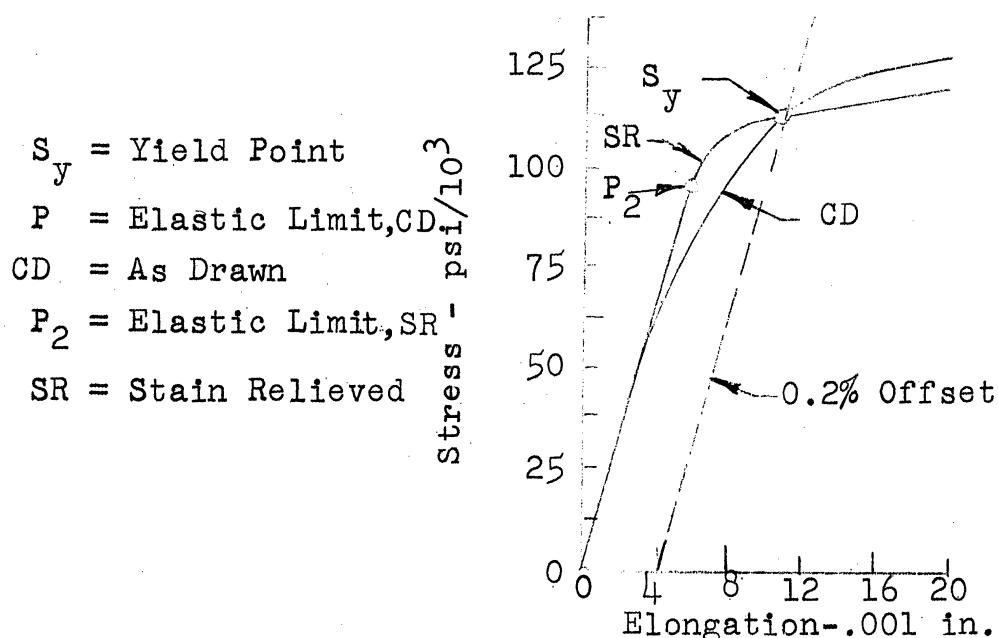 S_y = Yield Point
P = Elastic Limit,CD
CD = As Drawn
P_2 = Elastic Limit,SR
SR = Stain Relieved
Stress - psi/10^3
125
100
75
50
25
0
S_y
SR
P_2
CD
0.2% Offset
0 4 8 12 16 20
Elongation-.001 in.